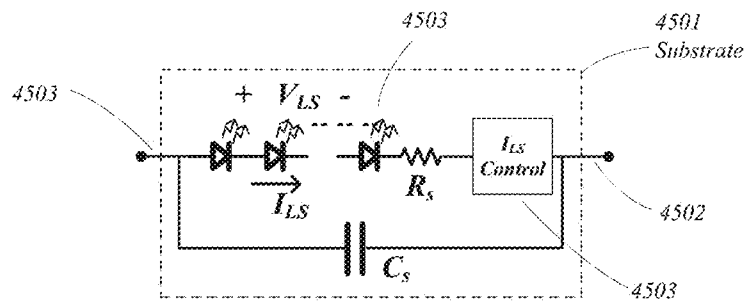 4503
4501
Substrate
4503
+ V_LS -
I_LS
Control
R_s
I_LS
4502
C_s
4503